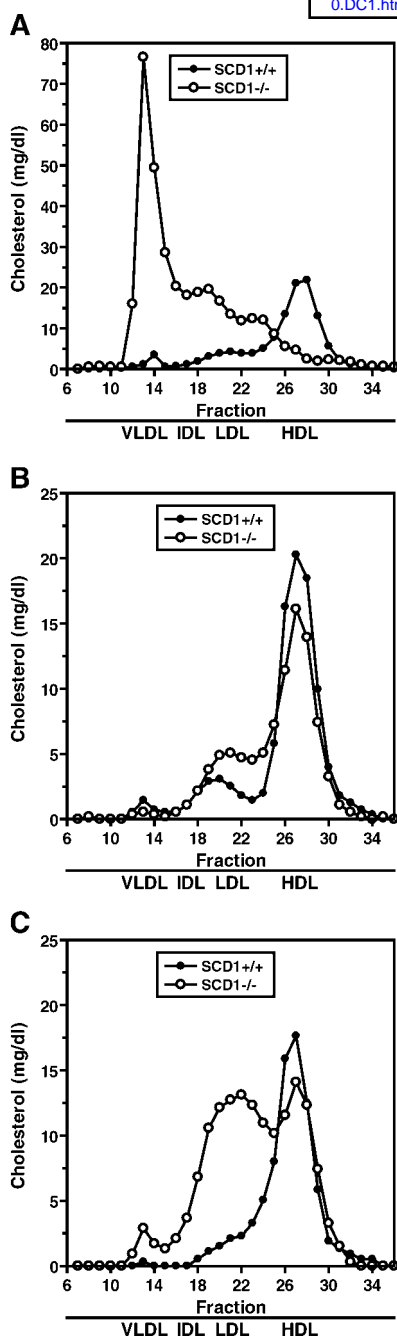 0.DC1.htm
A
80
70
60
50
40
30
20
10
0
Cholesterol (mg/dl)
SCD1+/+
SCD1-/-
6 10 14 18 22 26 30 34
Fraction
VLDL IDL LDL HDL
B
25
20
15
10
5
0
Cholesterol (mg/dl)
SCD1+/+
SCD1-/-
6 10 14 18 22 26 30 34
Fraction
VLDL IDL LDL HDL
C
25
20
15
10
5
0
Cholesterol (mg/dl)
SCD1+/+
SCD1-/-
6 10 14 18 22 26 30 34
Fraction
VLDL IDL LDL HDL